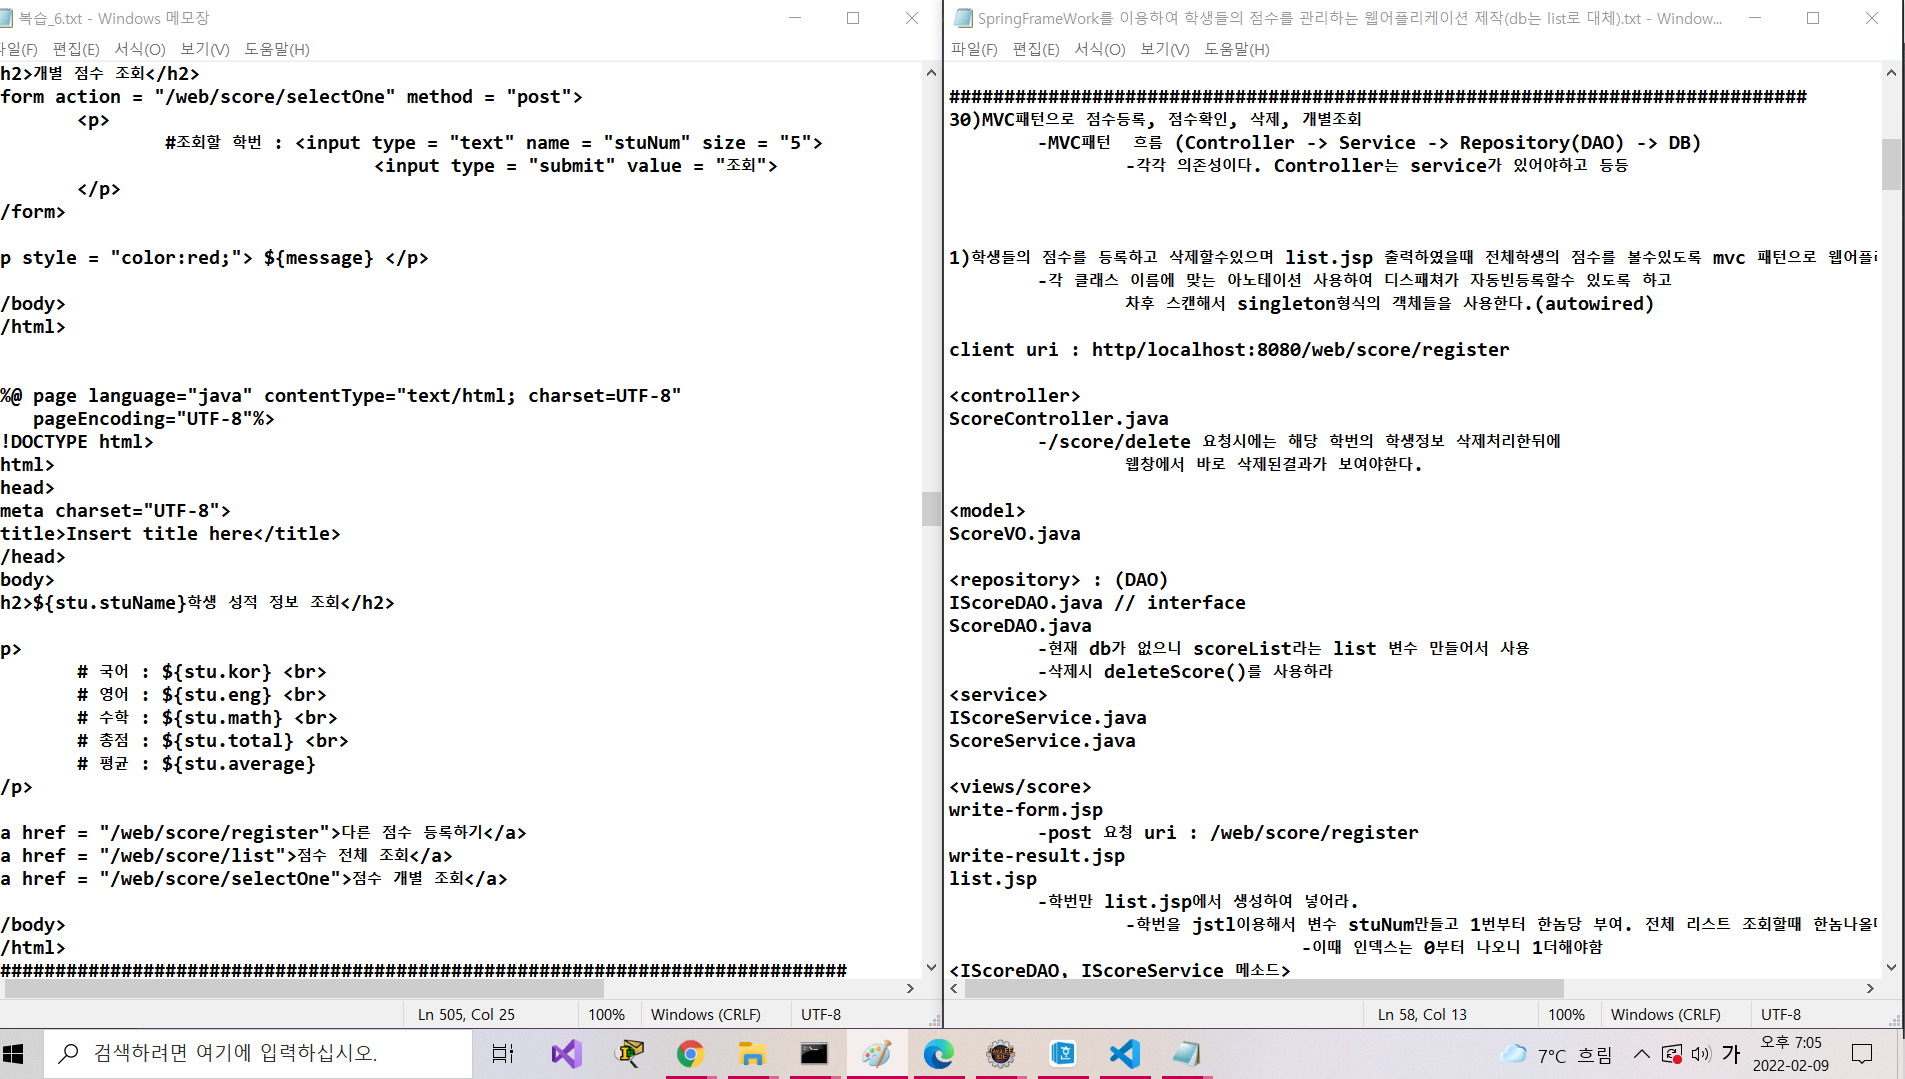 복습_6.txt - Windows 메모장
파일(F) 편집(E) 서식(O) 보기(V) 도움말(H)
h2>개별 점수 조회</h2>
form action = "/web/score/selectOne" method = "post">
<p>
#조회할 학번 : <input type = "text" name = "stuNum" size = "5">
<input type = "submit" value = "조회">
</p>
/form>
p style = "color:red;"> ${message} </p>
/body>
/html>
%@ page language="java" contentType="text/html; charset=UTF-8"
pageEncoding="UTF-8"%>
!DOCTYPE html>
html>
head>
meta charset="UTF-8">
title>Insert title here</title>
/head>
body>
h2>${stu.stuName}학생 성적 정보 조회</h2>
p>
# 국어 : ${stu.kor} <br>
# 영어 : ${stu.eng} <br>
# 수학 : ${stu.math} <br>
# 총점 : ${stu.total} <br>
# 평균 : ${stu.average}
/p>
a href = "/web/score/register">다른 점수 등록하기</a>
a href = "/web/score/list">점수 전체 조회</a>
a href = "/web/score/selectOne">점수 개별 조회</a>
/body>
/html>
#############################################################################
Ln 505, Col 25 100% Windows (CRLF) UTF-8
SpringFrameWork를 이용하여 학생들의 점수를 관리하는 웹어플리케이션 제작(db는 list로 대체).txt - Window...
파일(F) 편집(E) 서식(O) 보기(V) 도움말(H)
##############################################################################
30)MVC패턴으로 점수등록, 점수확인, 삭제, 개별조회
-MVC패턴 흐름 (Controller -> Service -> Repository(DAO) -> DB)
-각각 의존성이다. Controller는 service가 있어야하고 등등
1)학생들의 점수를 등록하고 삭제할수있으며 list.jsp 출력하였을때 전체학생의 점수를 볼수있도록 mvc 패턴으로 웹어플리
-각 클래스 이름에 맞는 아노테이션 사용하여 디스패쳐가 자동빈등록할수 있도록 하고
차후 스캔해서 singleton형식의 객체들을 사용한다.(autowired)
client uri : http/localhost:8080/web/score/register
<controller>
ScoreController.java
-/score/delete 요청시에는 해당 학번의 학생정보 삭제처리한뒤에
웹창에서 바로 삭제된결과가 보여야한다.
<model>
ScoreVO.java
<repository> : (DAO)
IScoreDAO.java // interface
ScoreDAO.java
-현재 db가 없으니 scoreList라는 list 변수 만들어서 사용
-삭제시 deleteScore()를 사용하라
<service>
IScoreService.java
ScoreService.java
<views/score>
write-form.jsp
-post 요청 uri : /web/score/register
write-result.jsp
list.jsp
-학번만 list.jsp에서 생성하여 넣어라.
-학번을 jstl이용해서 변수 stuNum만들고 1번부터 한놈당 부여. 전체 리스트 조회할때 한놈나올
-이때 인덱스는 0부터 나오니 1더해야함
<IScoreDAO, IScoreService 메소드>
Ln 58, Col 13 100% Windows (CRLF) UTF-8
검색하려면 여기에 입력하십시오.
7°C 흐림
가
오후 7:05
2022-02-09